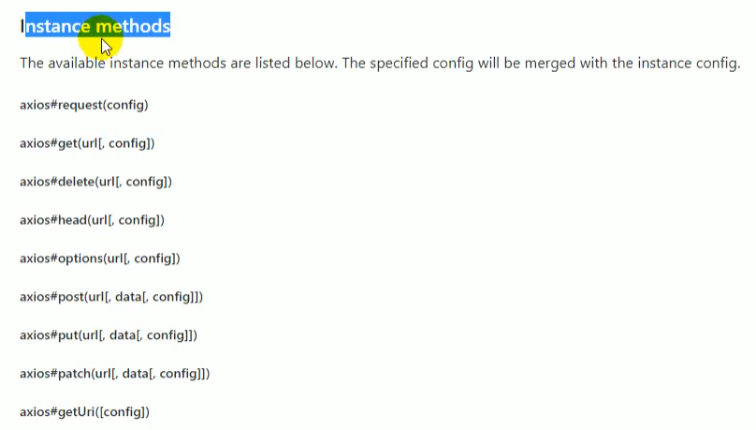 Instance methods
The available instance methods are listed below. The specified config will be merged with the instance config.
axios#request(config)
axios#get(url[, config])
axios#delete(url[, config])
axios#head(url[, config])
axios#options(url[, config])
axios#post(url[, data[, config]])
axios#put(url[, data[, config]])
axios#patch(url[, data[, config]])
axios#getUri([config])